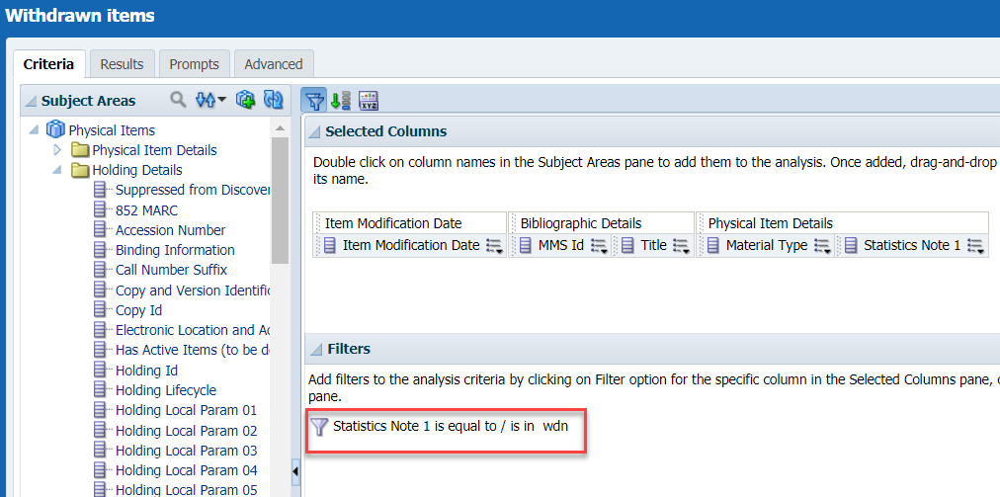 Withdrawn items
Criteria
Results
Prompts
Advanced
Subject Areas
Physical Items
Physical Item Details
Holding Details
Suppressed from Discover
852 MARC
Accession Number
Binding Information
Call Number Suffix
Copy and Version Identific
Copy Id
Electronic Location and Ac
Has Active Items (to be de
Holding Id
Holding Lifecycle
Holding Local Param 01
Holding Local Param 02
Holding Local Param 03
Holding Local Param 04
Holding Local Param 05
XYZ
Selected Columns
Double click on column names in the Subject Areas pane to add them to the analysis. Once added, drag-and-drop
its name.
Item Modification Date Bibliographic Details Physical Item Details
Item Modification Date MMS Id Title Material Type Statistics Note 1
Filters
Add filters to the analysis criteria by clicking on Filter option for the specific column in the Selected Columns pane, o
pane.
Statistics Note 1 is equal to / is in wdn